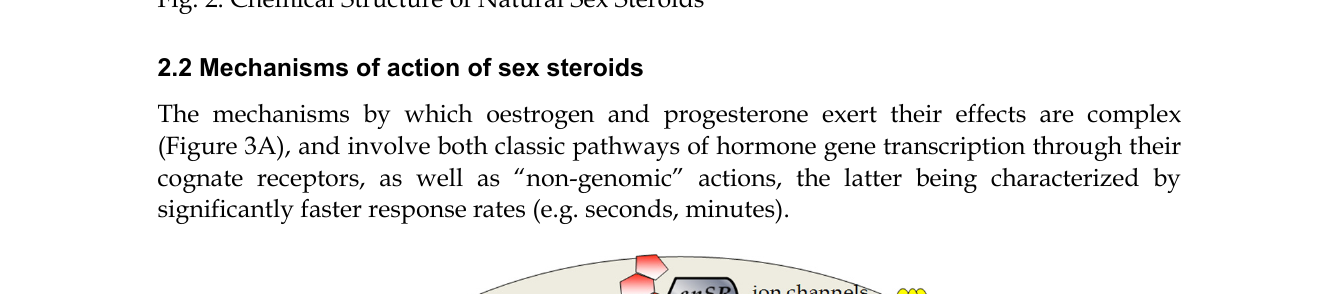 Fig. 2. Chemical Structure of Natural Sex Steroids
2.2 Mechanisms of action of sex steroids
The mechanisms by which oestrogen and progesterone exert their effects are complex
(Figure 3A), and involve both classic pathways of hormone gene transcription through their
cognate receptors, as well as “non-genomic” actions, the latter being characterized by
significantly faster response rates (e.g. seconds, minutes).
ion channels